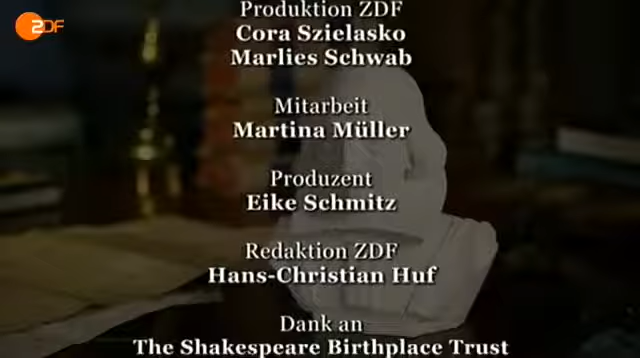 ZDF
Produktion ZDF
Cora Szielasko
Marlies Schwab
Mitarbeit
Martina Müller
Produzent
Eike Schmitz
Redaktion ZDF
Hans-Christian Huf
Dank an
The Shakespeare Birthplace Trust